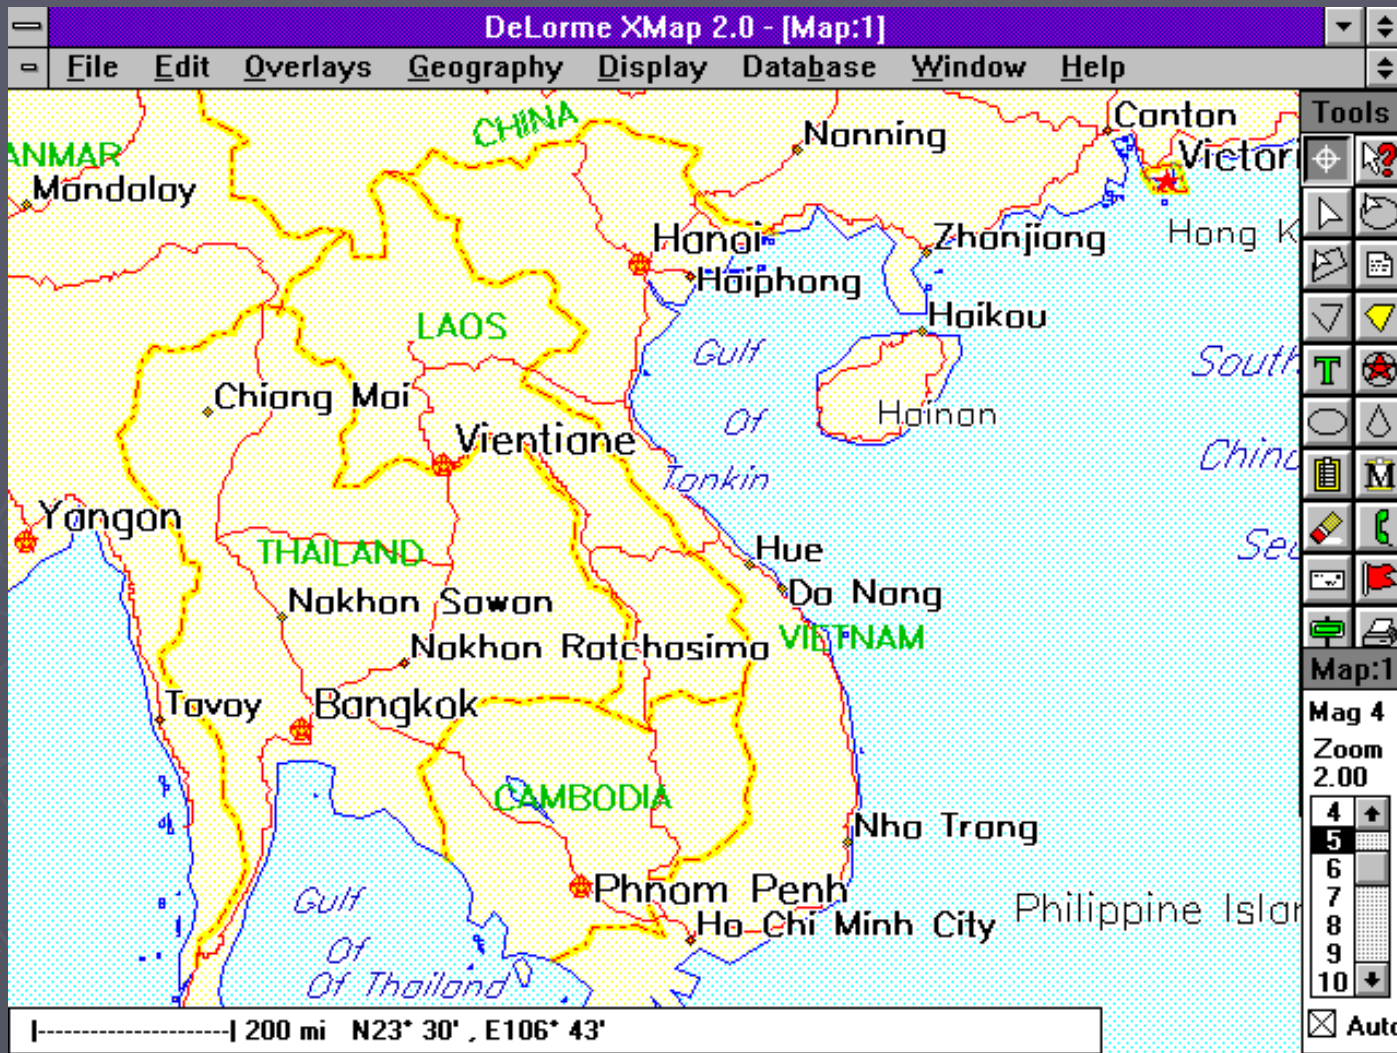 DeLorme XMap 2.0 - [Map:1]
File Edit Overlays Geography Display Database Window Help
Tools
CHINA
Nanning
Canton
Victori
ANMAR
Mandalay
Hanoi
Zhanjiang
Hong K
Haiphong
LAOS
Haikou
Gulf
Of
Tonkin
South
China
Sea
Chiang Mai
Hainan
Vientiane
T
M
Yangon
THAILAND
Hue
Nakhon Sawan
Da Nang
Nakhon Ratchasima
VIETNAM
Tavoy
Bangkok
Map:1
Mag 4
Zoom
2.00
CAMBODIA
4
5
6
7
8
9
10
Nha Trang
Phnom Penh
Gulf
Of
Of Thailand
Ho Chi Minh City
Philippine Islan
|----------------------| 200 mi N23° 30' , E106° 43'
Auto